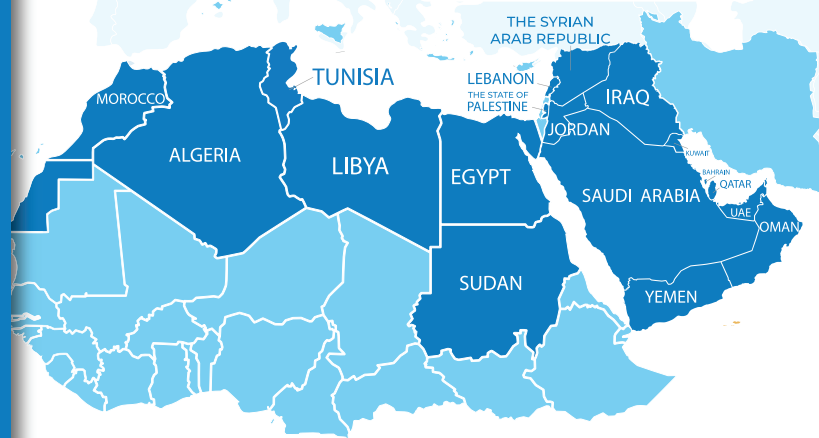 THE SYRIAN
ARAB REPUBLIC
TUNISIA
LEBANON
THE STATE OF
PALESTINE
MOROCCO
IRAQ
JORDAN
ALGERIA
KUWAIT
LIBYA
EGYPT
BAHRAIN
QATAR
SAUDI ARABIA
UAE
OMAN
SUDAN
YEMEN